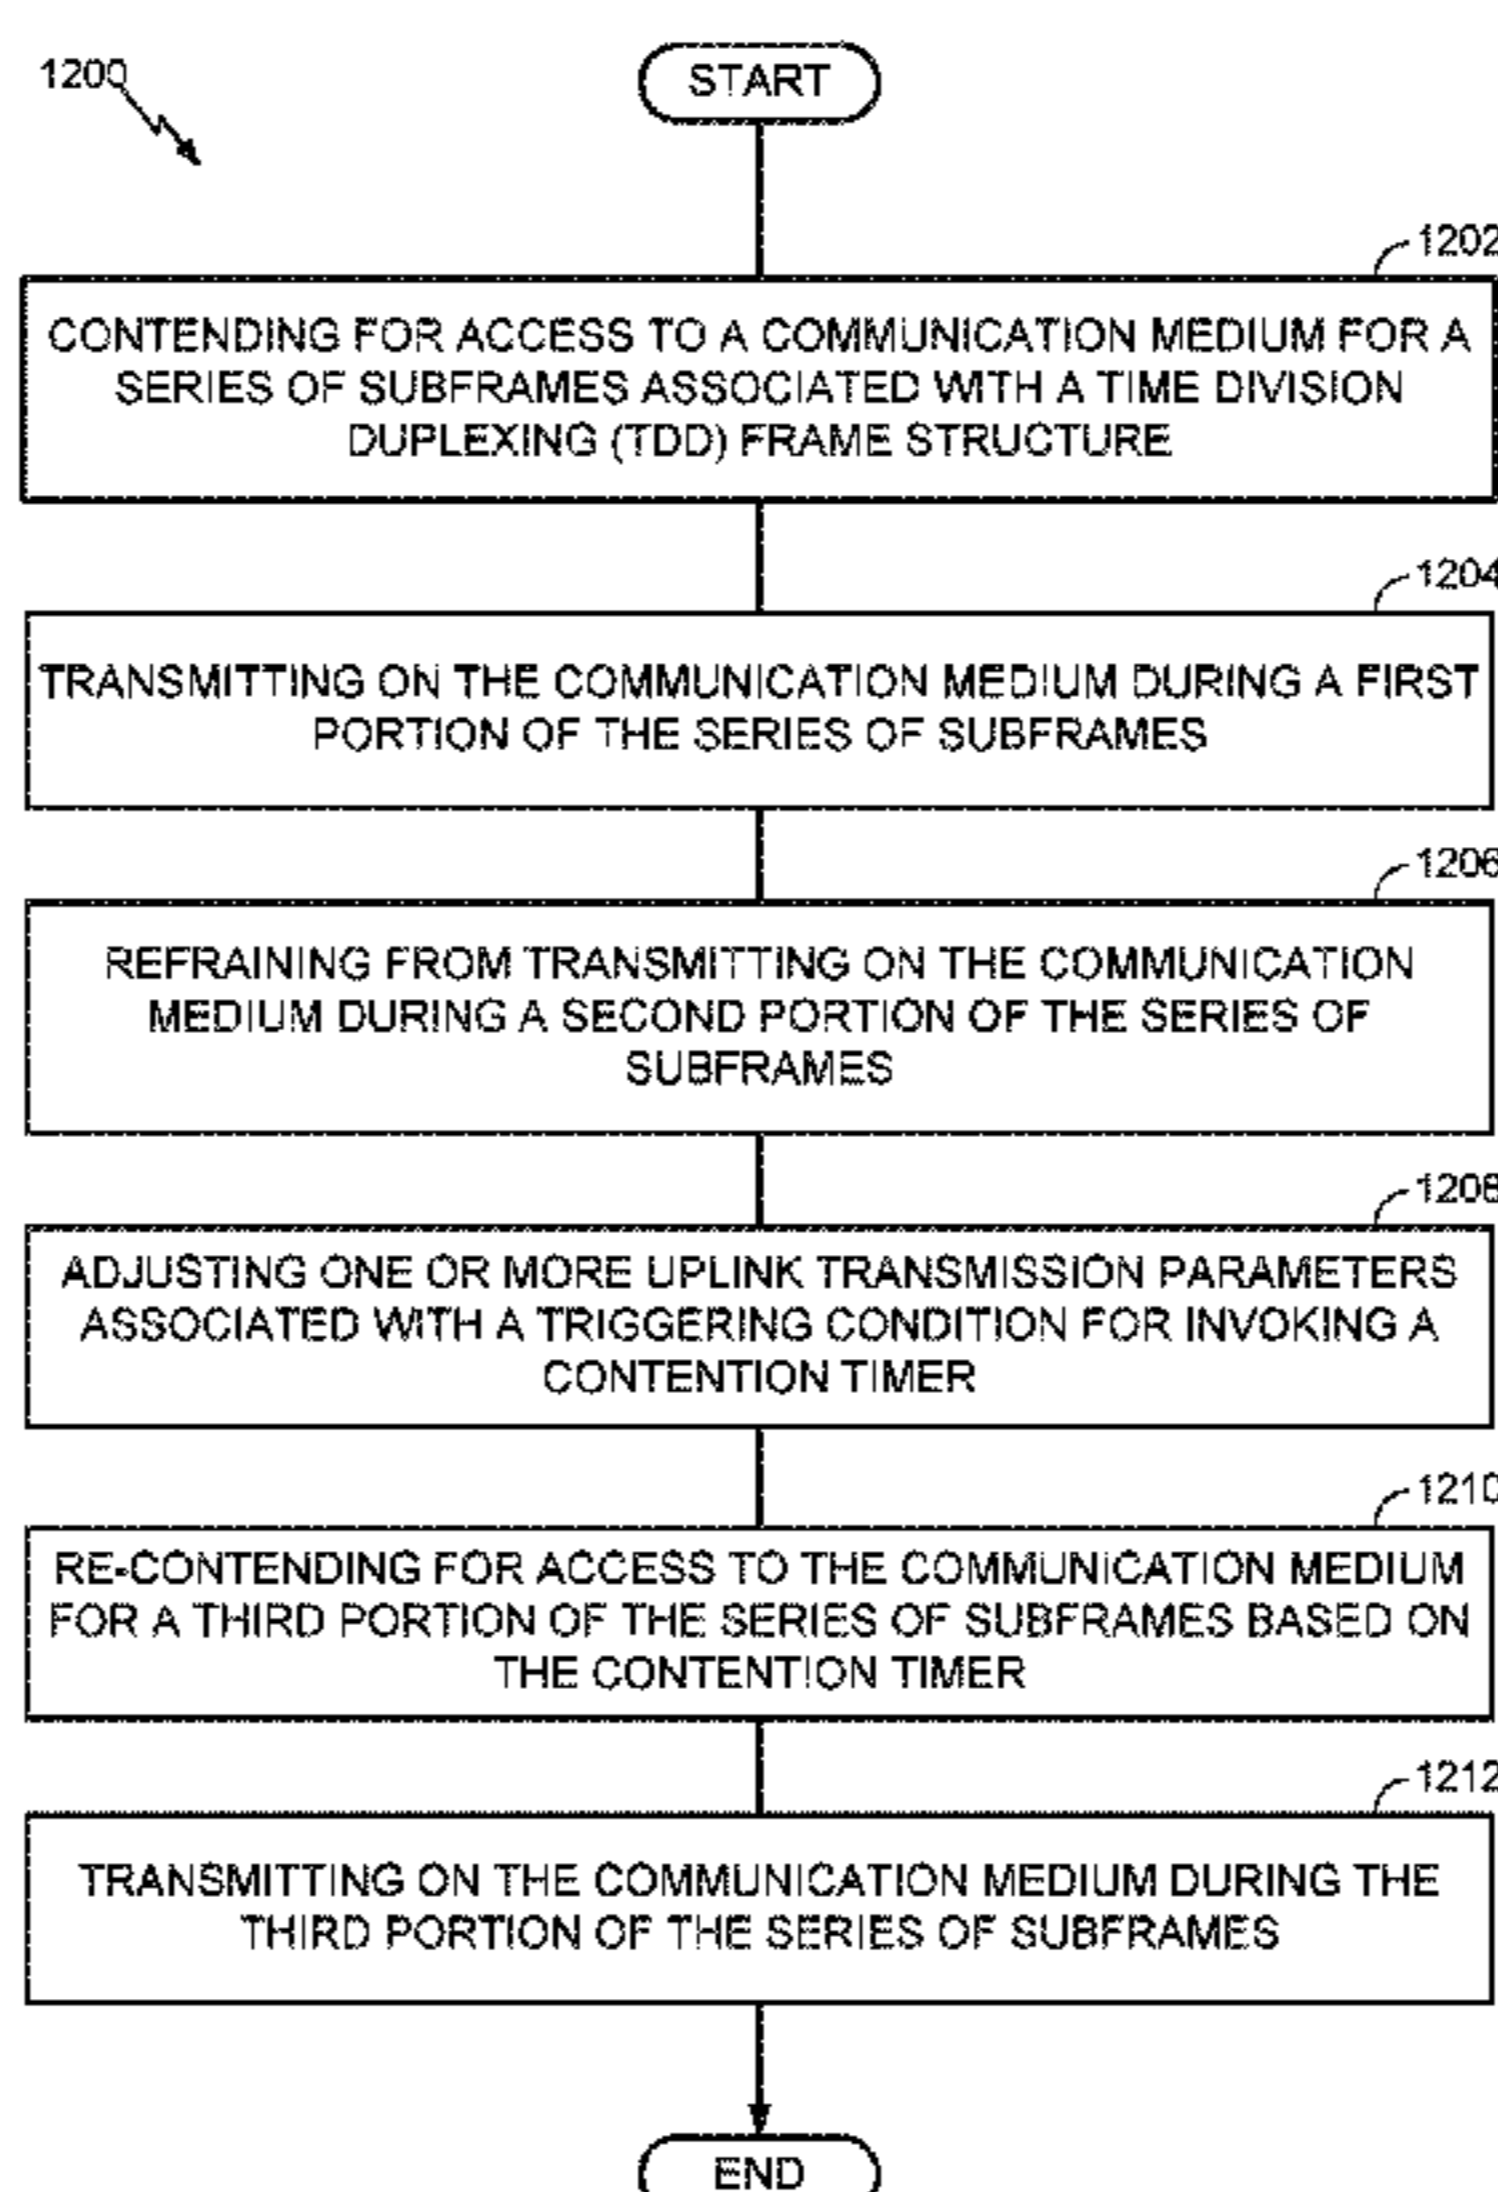 1200
START
1202
CONTENDING FOR ACCESS TO A COMMUNICATION MEDIUM FOR A
SERIES OF SUBFRAMES ASSOCIATED WITH A TIME DIVISION
DUPLEXING (TDD) FRAME STRUCTURE
1204
TRANSMITTING ON THE COMMUNICATION MEDIUM DURING A FIRST
PORTION OF THE SERIES OF SUBFRAMES
1206
REFRAINING FROM TRANSMITTING ON THE COMMUNICATION
MEDIUM DURING A SECOND PORTION OF THE SERIES OF
SUBFRAMES
1208
ADJUSTING ONE OR MORE UPLINK TRANSMISSION PARAMETERS
ASSOCIATED WITH A TRIGGERING CONDITION FOR INVOKING A
CONTENTION TIMER
1210
RE-CONTENDING FOR ACCESS TO THE COMMUNICATION MEDIUM
FOR A THIRD PORTION OF THE SERIES OF SUBFRAMES BASED ON
THE CONTENTION TIMER
1212
TRANSMITTING ON THE COMMUNICATION MEDIUM DURING THE
THIRD PORTION OF THE SERIES OF SUBFRAMES
END